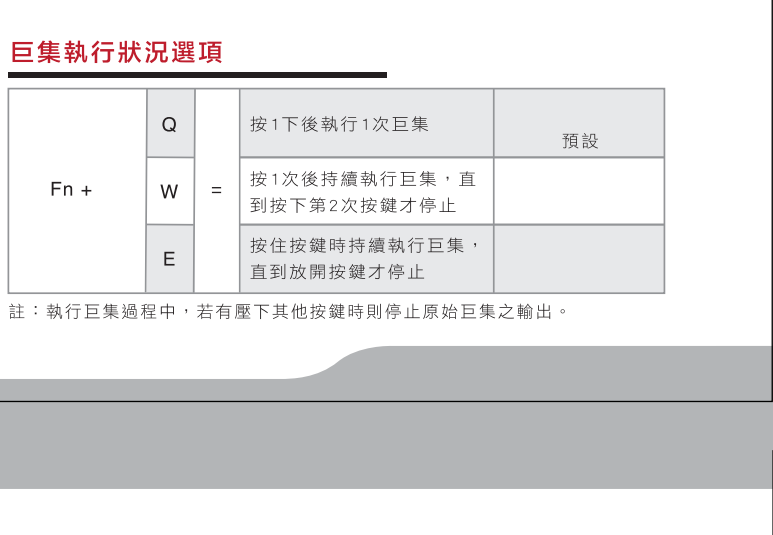 巨集執行狀況選項
Fn +
Q
=
按1下後執行1次巨集
預設
W
按1次後持續執行巨集，直
到按下第2次按鍵才停止
E
按住按鍵時持續執行巨集，
直到放開按鍵才停止
註：執行巨集過程中，若有壓下其他按鍵時則停止原始巨集之輸出。